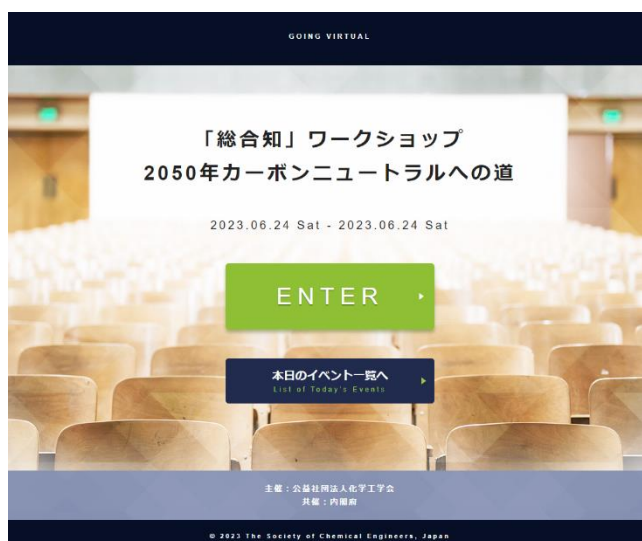 GOING VIRTUAL
「総合知」ワークショップ
2050年カーボンニュートラルへの道
2023.06.24 Sat - 2023.06.24 Sat
ENTER
本日のイベント一覧へ
List of Today's Events
主催：公益社団法人化学工学会
共催：内閣府
© 2023 The Society of Chemical Engineers, Japan